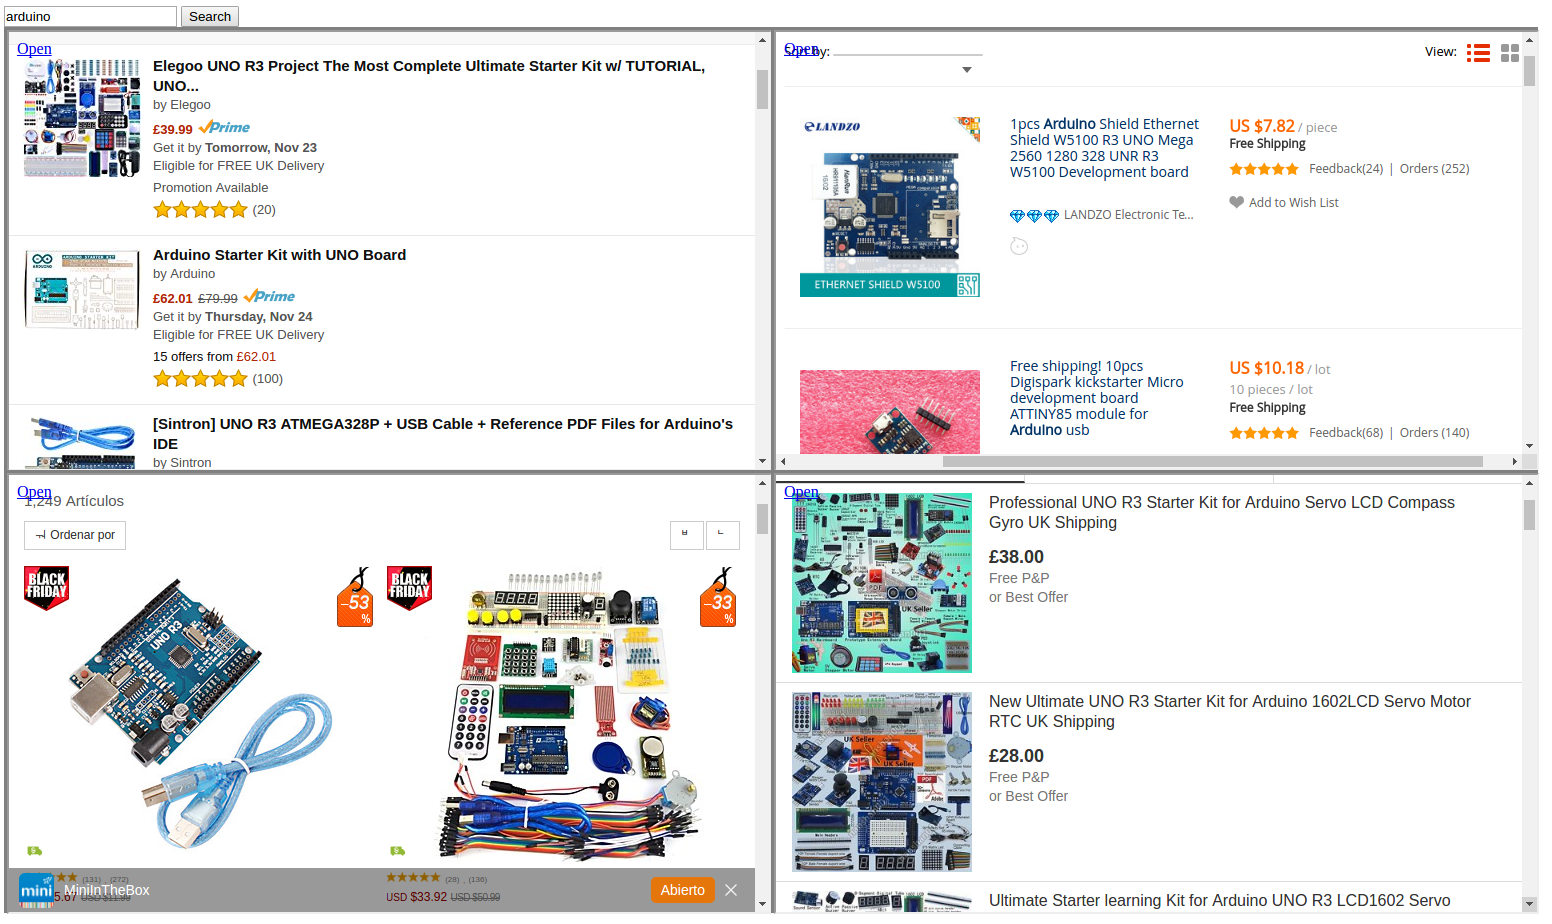 arduino Search
Open
Elegoo UNO R3 Project The Most Complete Ultimate Starter Kit w/ TUTORIAL,
UNO...
by Elegoo
£39.99 Prime
Get it by Tomorrow, Nov 23
Eligible for FREE UK Delivery
Promotion Available
(20)
Arduino Starter Kit with UNO Board
by Arduino
£62.01 £79.99 Prime
Get it by Thursday, Nov 24
Eligible for FREE UK Delivery
15 offers from £62.01
(100)
[Sintron] UNO R3 ATMEGA328P + USB Cable + Reference PDF Files for Arduino's
IDE
by Sintron
Open
Sort by:
View:
LANDZO
ETHERNET SHIELD W5100
1pcs Arduino Shield Ethernet
Shield W5100 R3 UNO Mega
2560 1280 328 UNR R3
W5100 Development board
LANDZO Electronic Te...
US $7.82 / piece
Free Shipping
Feedback(24) | Orders (252)
Add to Wish List
Free shipping! 10pcs
Digispark kickstarter Micro
development board
ATTINY85 module for
Arduino usb
US $10.18 / lot
10 pieces / lot
Free Shipping
Feedback(68) | Orders (140)
Open
1,249 Artículos
Ordenar por
BLACK
FRIDAY
-53
%
UNO R3
BLACK
FRIDAY
-33
%
(131) , (272)
5.67 USD $11.99
(28) , (136)
USD $33.92 USD $50.99
mini
MiniInTheBox
Abierto
Open
Professional UNO R3 Starter Kit for Arduino Servo LCD Compass
Gyro UK Shipping
£38.00
Free P&P
or Best Offer
UK Seller
New Ultimate UNO R3 Starter Kit for Arduino 1602LCD Servo Motor
RTC UK Shipping
£28.00
Free P&P
or Best Offer
UK Seller
PDF
Ultimate Starter learning Kit for Arduino UNO R3 LCD1602 Servo